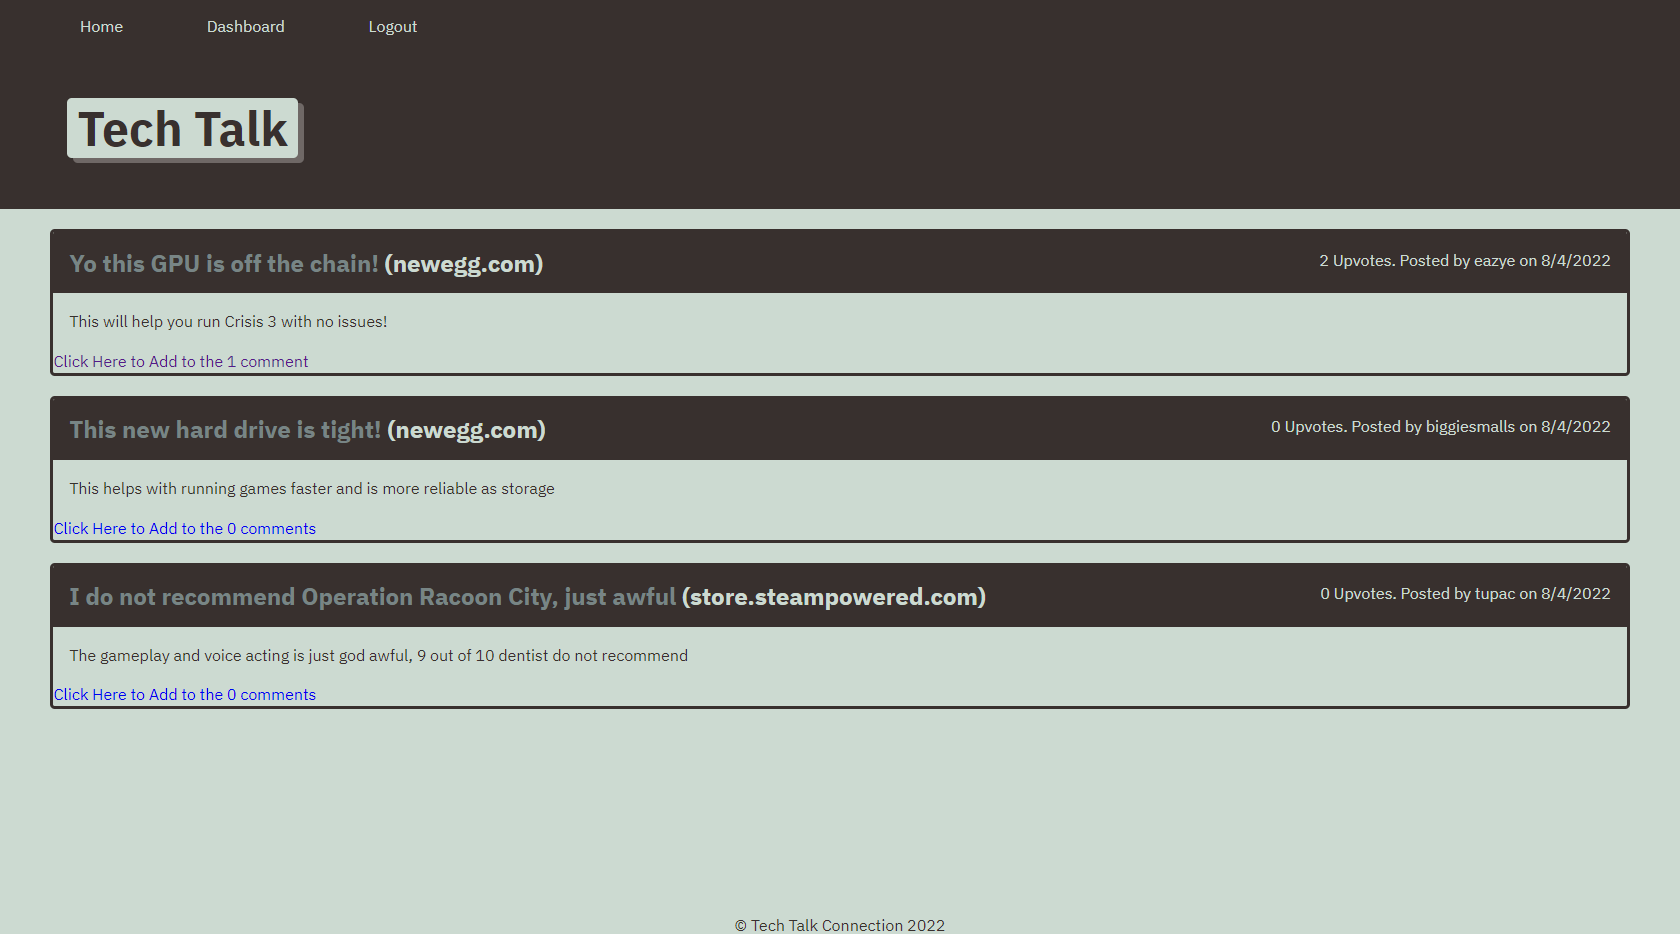 Home Dashboard Logout
Tech Talk
Yo this GPU is off the chain! (newegg.com) 2 Upvotes. Posted by eazye on 8/4/2022
This will help you run Crisis 3 with no issues!
Click Here to Add to the 1 comment
This new hard drive is tight! (newegg.com) 0 Upvotes. Posted by biggiesmalls on 8/4/2022
This helps with running games faster and is more reliable as storage
Click Here to Add to the 0 comments
I do not recommend Operation Racoon City, just awful (store.steampowered.com) 0 Upvotes. Posted by tupac on 8/4/2022
The gameplay and voice acting is just god awful, 9 out of 10 dentist do not recommend
Click Here to Add to the 0 comments
© Tech Talk Connection 2022